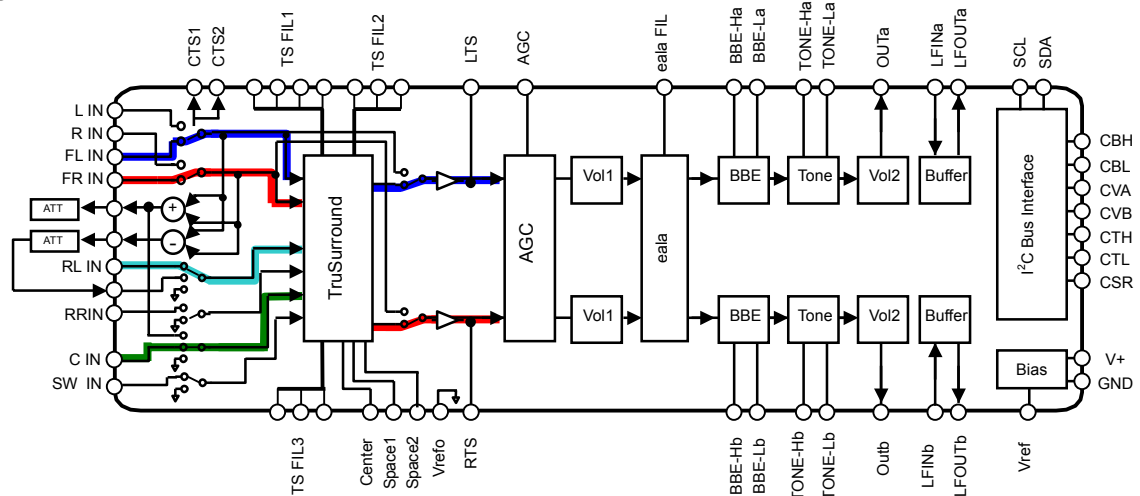 CTS1
CTS2
TS FIL1
TS FIL2
LTS
AGC
eala FIL
BBE-Ha
BBE-La
TONE-Ha
TONE-La
OUTa
LFINa
LFOUTa
SCL
SDA
L IN
R IN
FL IN
FR IN
ATT
ATT
RL IN
RRIN
C IN
SW IN
+
-
TruSurround
AGC
Vol1
eala
BBE
Tone
Vol2
Buffer
Vol1
BBE
Tone
Vol2
Buffer
I²C Bus Interface
Bias
CBH
CBL
CVA
CVB
CTH
CTL
CSR
V+
GND
TS FIL3
Center
Space1
Space2
Vrefo
RTS
BBE-Hb
BBE-Lb
TONE-Hb
TONE-Lb
Outb
LFINb
LFOUTb
Vref